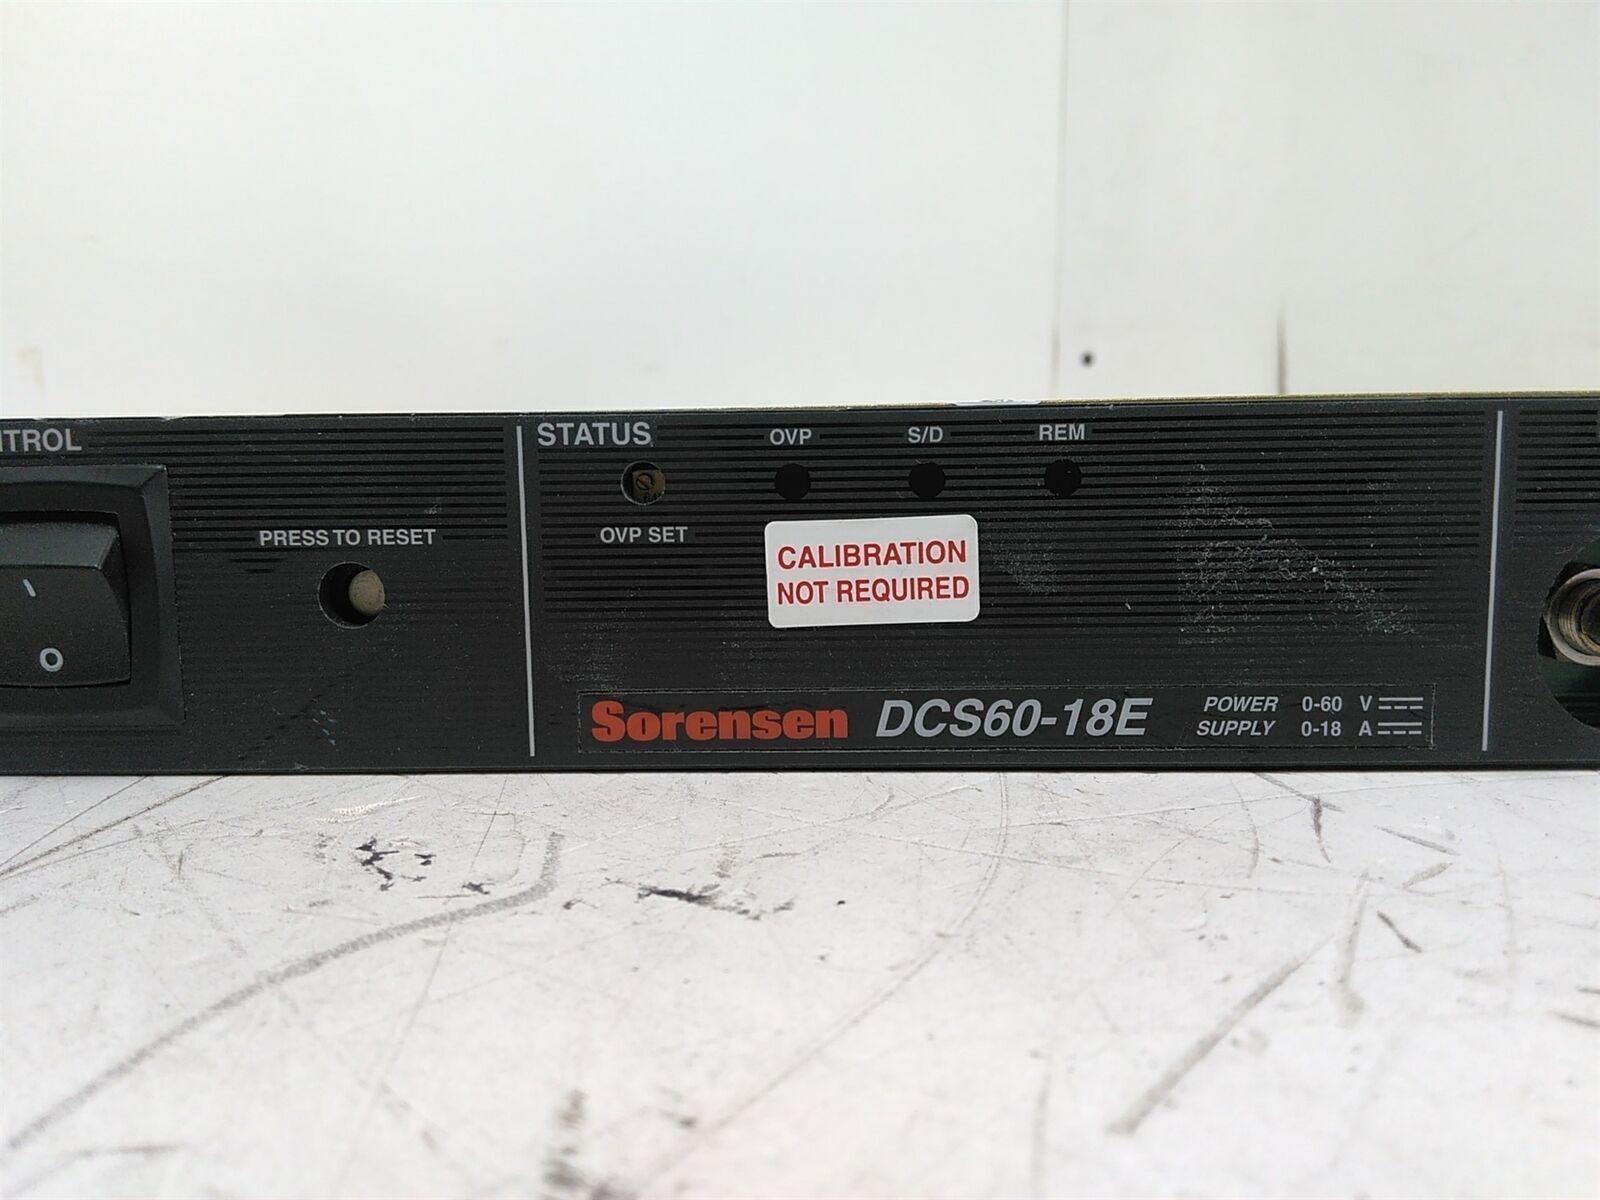 NTROL
STATUS
OVP
S/D
REM
PRESS TO RESET
OVP SET
CALIBRATION
NOT REQUIRED
I
O
Sorensen DCS60-18E
POWER 0-60 V
SUPPLY 0-18 A